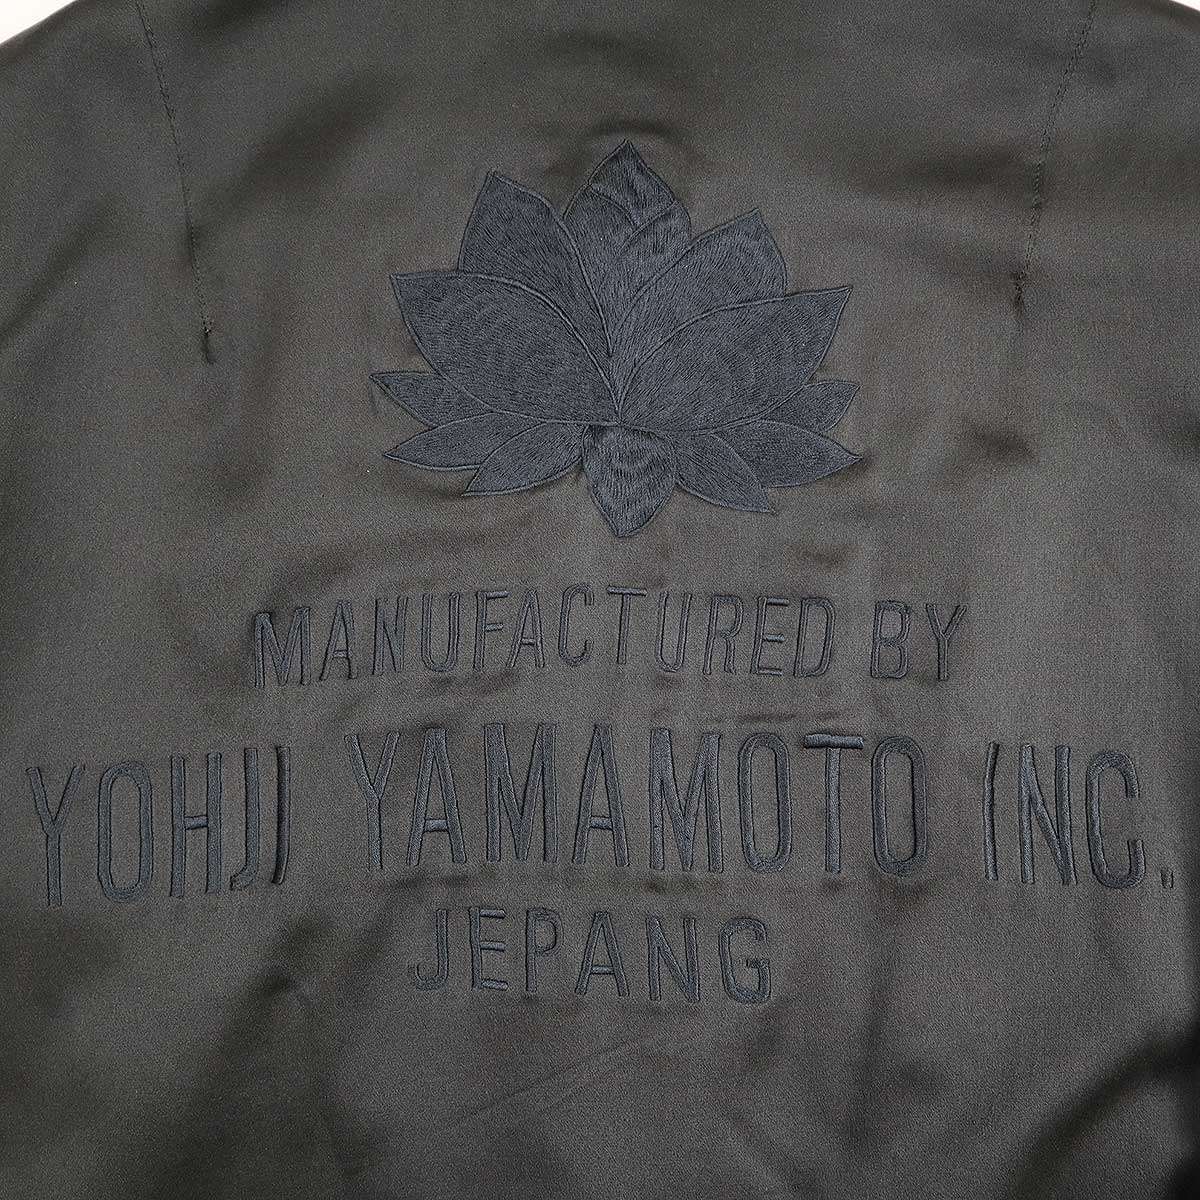 MANUFACTURED BY
YOHJI YAMAMOTO INC.
JEPANG